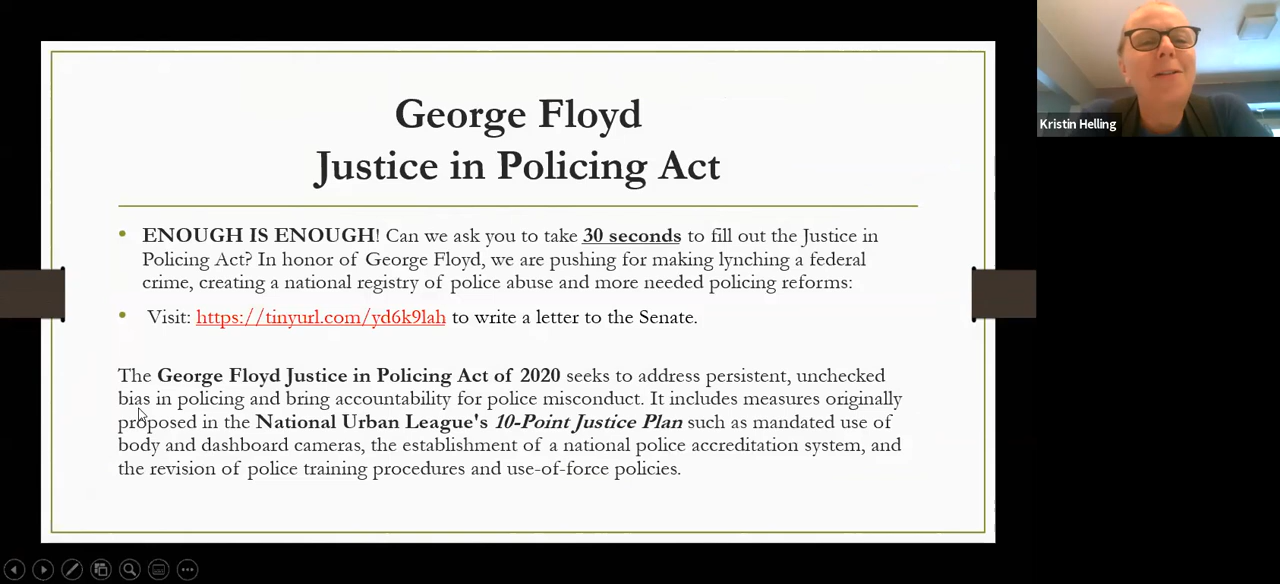 George Floyd
Justice in Policing Act
• ENOUGH IS ENOUGH! Can we ask you to take 30 seconds to fill out the Justice in
Policing Act? In honor of George Floyd, we are pushing for making lynching a federal
crime, creating a national registry of police abuse and more needed policing reforms:
• Visit: https://tinyurl.com/yd6k9lah to write a letter to the Senate.
The George Floyd Justice in Policing Act of 2020 seeks to address persistent, unchecked
bias in policing and bring accountability for police misconduct. It includes measures originally
proposed in the National Urban League's 10-Point Justice Plan such as mandated use of
body and dashboard cameras, the establishment of a national police accreditation system, and
the revision of police training procedures and use-of-force policies.
Kristin Helling